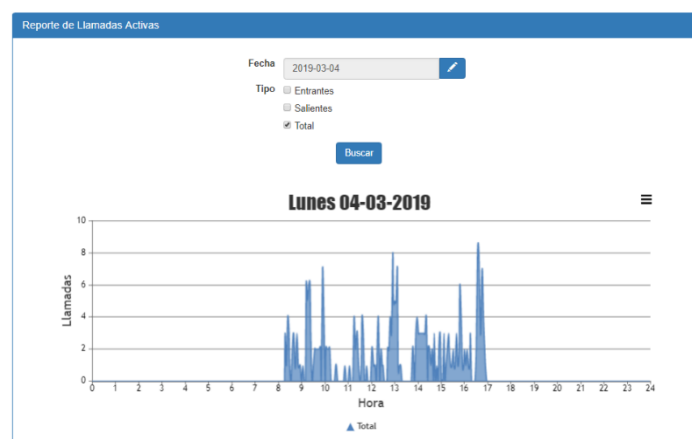 Reporte de Llamadas Activas
Fecha 2019-03-04
Tipo Entrantes
Salientes
Total
Buscar
Lunes 04-03-2019
10
8
6
4
2
0
Llamadas
0 1 2 3 4 5 6 7 8 9 10 11 12 13 14 15 16 17 18 19 20 21 22 23 24
Hora
Total